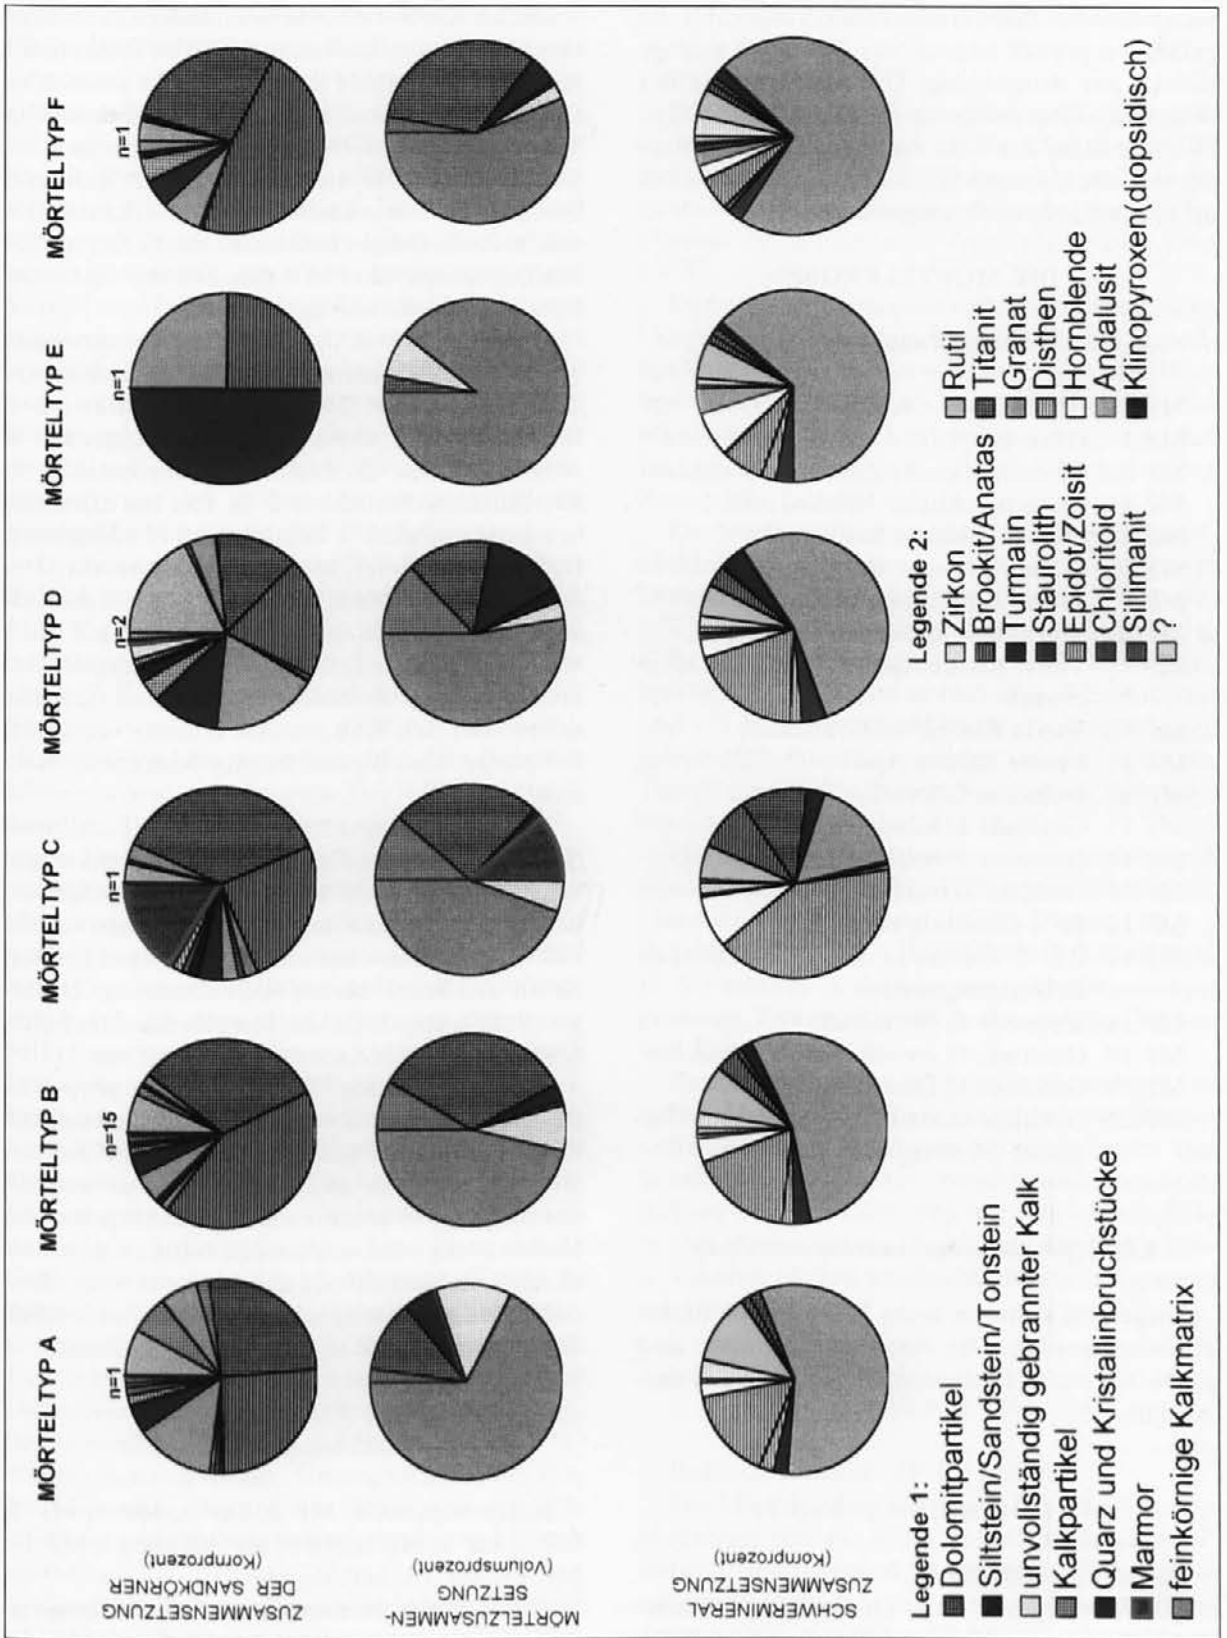 MÖRTELTYP A
MÖRTELTYP B
MÖRTELTYP C
MÖRTELTYP D
MÖRTELTYP E
MÖRTELTYP F
n=1
n=15
n=1
n=2
n=1
n=1
ZUSAMMENSETZUNG
DER SANDKÖRNER
(Kornprozent)
MÖRTELZUSAMMEN-
SETZUNG
(Volumsprozent)
SCHWERMINERAL
ZUSAMMENSETZUNG
(Kornprozent)
Legende 1:
Dolomitpartikel
Siltstein/Sandstein/Tonstein
unvollständig gebrannter Kalk
Kalkpartikel
Quarz und Kristallinbruchstücke
Marmor
feinkörnige Kalkmatrix
Legende 2:
Zirkon
Brookit/Anatas
Turmalin
Staurolith
Epidot/Zoisit
Chloritoid
Sillimanit
?
Rutil
Titanit
Granat
Disthen
Hornblende
Andalusit
Klinopyroxen(diopsidisch)